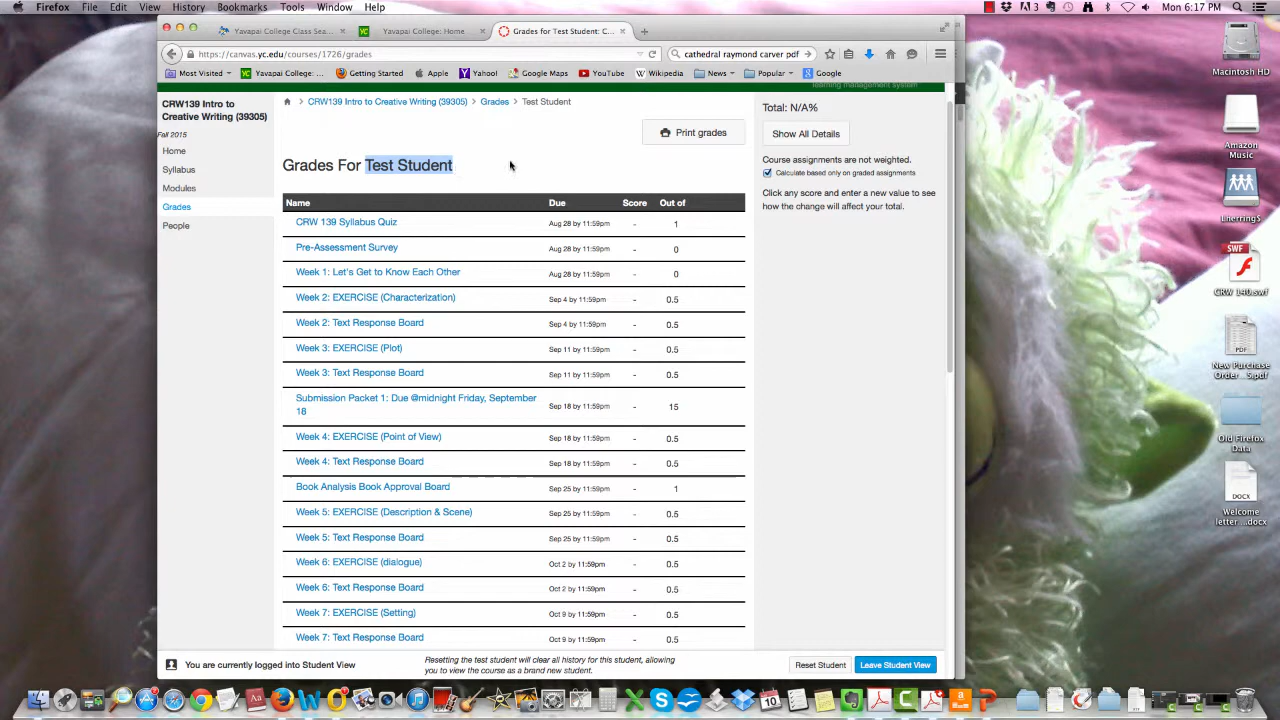 Firefox File Edit View History Bookmarks Tools Window Help
3 Mon 6:17 PM
Yavapai College Class Sea...
Yavapai College: Home
Grades for Test Student: C...
https://canvas.yc.edu/courses/1726/grades
cathedral raymond carver pdf
Most Visited
Yavapai College: ...
Getting Started
Apple
Yahoo!
Google Maps
YouTube
Wikipedia
News
Popular
Google
learning management system
CRW139 Intro to Creative Writing (39305)
Fall 2015
Home
Syllabus
Modules
Grades
People
CRW139 Intro to Creative Writing (39305) > Grades > Test Student
Print grades
Grades For Test Student
Name Due Score Out of
CRW 139 Syllabus Quiz Aug 28 by 11:59pm - 1
Pre-Assessment Survey Aug 28 by 11:59pm - 0
Week 1: Let's Get to Know Each Other Aug 28 by 11:59pm - 0
Week 2: EXERCISE (Characterization) Sep 4 by 11:59pm - 0.5
Week 2: Text Response Board Sep 4 by 11:59pm - 0.5
Week 3: EXERCISE (Plot) Sep 11 by 11:59pm - 0.5
Week 3: Text Response Board Sep 11 by 11:59pm - 0.5
Submission Packet 1: Due @midnight Friday, September 18 Sep 18 by 11:59pm - 15
Week 4: EXERCISE (Point of View) Sep 18 by 11:59pm - 0.5
Week 4: Text Response Board Sep 18 by 11:59pm - 0.5
Book Analysis Book Approval Board Sep 25 by 11:59pm - 1
Week 5: EXERCISE (Description & Scene) Sep 25 by 11:59pm - 0.5
Week 5: Text Response Board Sep 25 by 11:59pm - 0.5
Week 6: EXERCISE (dialogue) Oct 2 by 11:59pm - 0.5
Week 6: Text Response Board Oct 2 by 11:59pm - 0.5
Week 7: EXERCISE (Setting) Oct 9 by 11:59pm - 0.5
Week 7: Text Response Board Oct 9 by 11:59pm - 0.5
Total: N/A%
Show All Details
Course assignments are not weighted.
Calculate based only on graded assignments
Click any score and enter a new value to see
how the change will affect your total.
You are currently logged into Student View
Resetting the test student will clear all history for this student, allowing
you to view the course as a brand new student.
Reset Student
Leave Student View
Macintosh HD
Amazon
Music
LherringS
SWF
CRW 140.swf
PDF
New Purchase
Order ...S.pdf
Old Firefox
Data
DOCX
Welcome
letter....docx